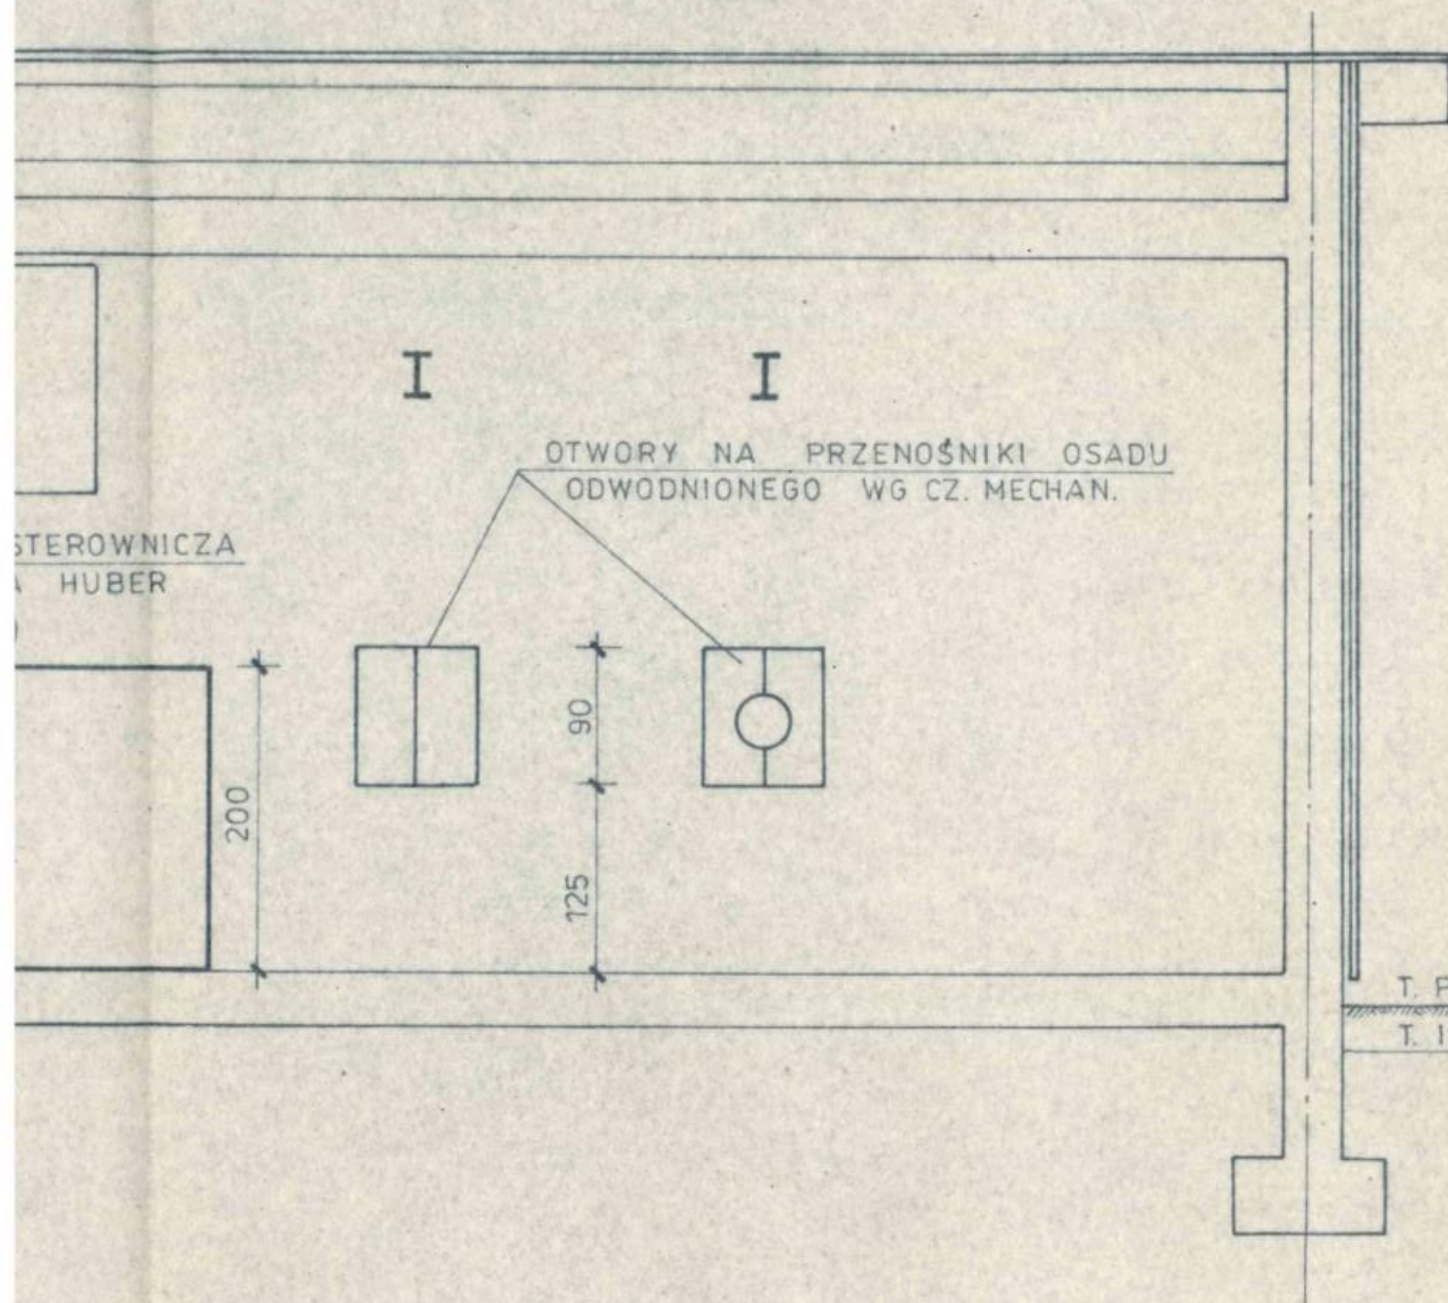 I I
OTWORY NA PRZENOŚNIKI OSADU
ODWODNIONEGO WG CZ. MECHAN.
STEROWNICZA
HUBER
90
200
125
T.
T.